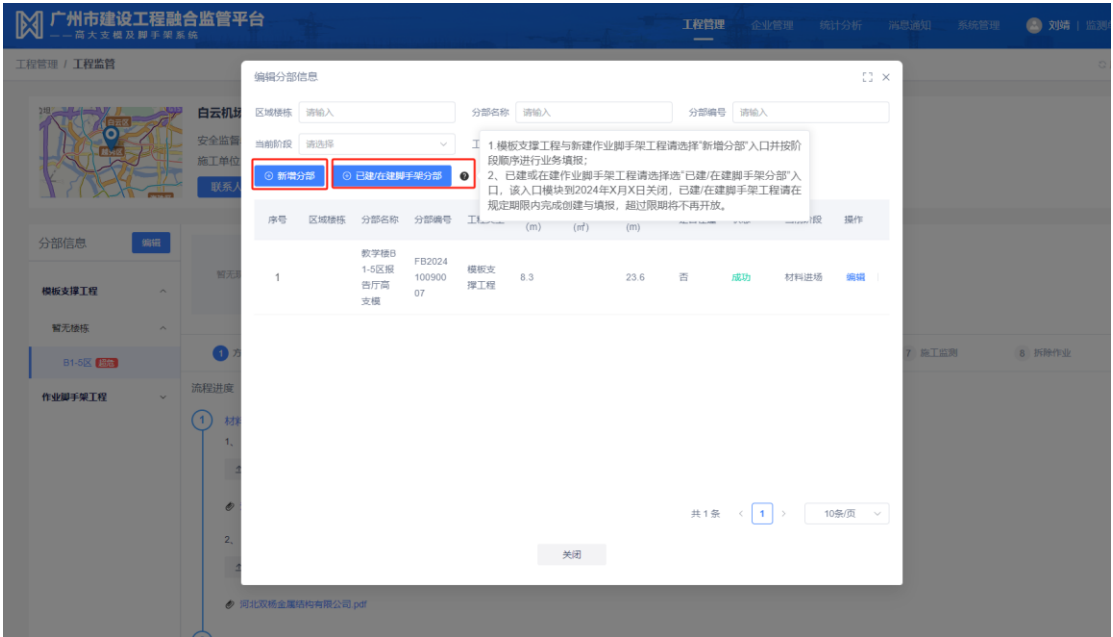 广州市建设工程融合监管平台
——高大支模及脚手架系统
工程管理 企业管理 统计分析 消息通知 系统管理 刘靖
工程管理 / 工程监管
编辑分部信息
区域楼栋 请输入 分部名称 请输入 分部编号 请输入
当前阶段 请选择
1.模板支撑工程与新建作业脚手架工程请选择“新增分部”入口并按阶
段顺序进行业务填报;
2、已建或在建作业脚手架工程请选择选“已建/在建脚手架分部”入
口,该入口模块到2024年X月X日关闭,已建/在建脚手架工程请在
规定期限内完成创建与填报,超过限期将不再开放。
新增分部 已建/在建脚手架分部
序号 区域楼栋 分部名称 分部编号 (m) (㎡) (m) 操作
1 教学楼B
1-5区报
告厅高
支模
FB2024
100900
07
模板支
撑工程
8.3 23.6 否 成功 材料进场 编辑
共 1 条 1 10条/页
关闭
白云机场
安全监督
施工单位
联系人
分部信息 编辑
模板支撑工程
暂无楼栋
B1-5区
作业脚手架工程
1
7 施工监测 8 拆除作业
流程进度
1
1、
2、
河北双杨金属结构有限公司.pdf